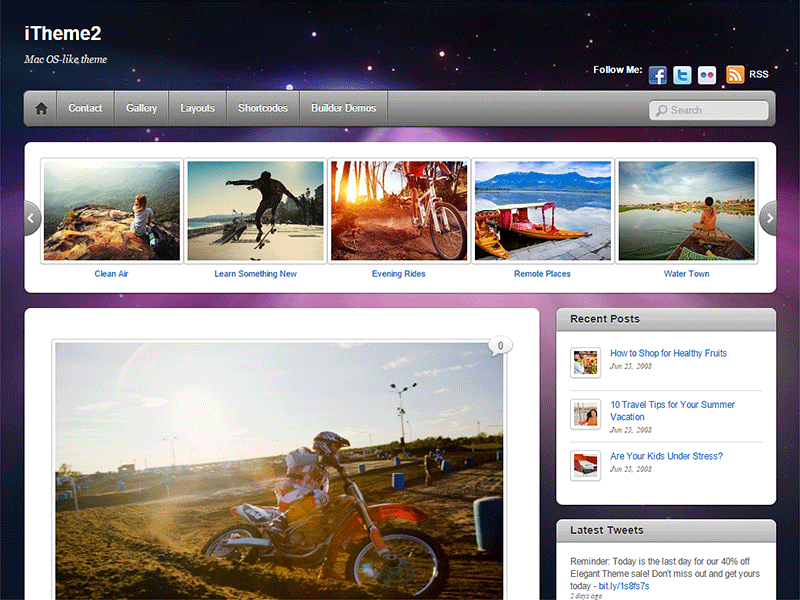 iTheme2
Mac OS-like theme
Follow Me:
RSS
Contact
Gallery
Layouts
Shortcodes
Builder Demos
Search
Clean Air
Learn Something New
Evening Rides
Remote Places
Water Town
0
Recent Posts
How to Shop for Healthy Fruits
Jun 23, 2008
10 Travel Tips for Your Summer
Vacation
Jun 23, 2008
Are Your Kids Under Stress?
Jun 23, 2008
Latest Tweets
Reminder: Today is the last day for our 40% off
Elegant Theme sale! Don't miss out and get yours
today - bit.ly/1s8fs7s
2 days ago